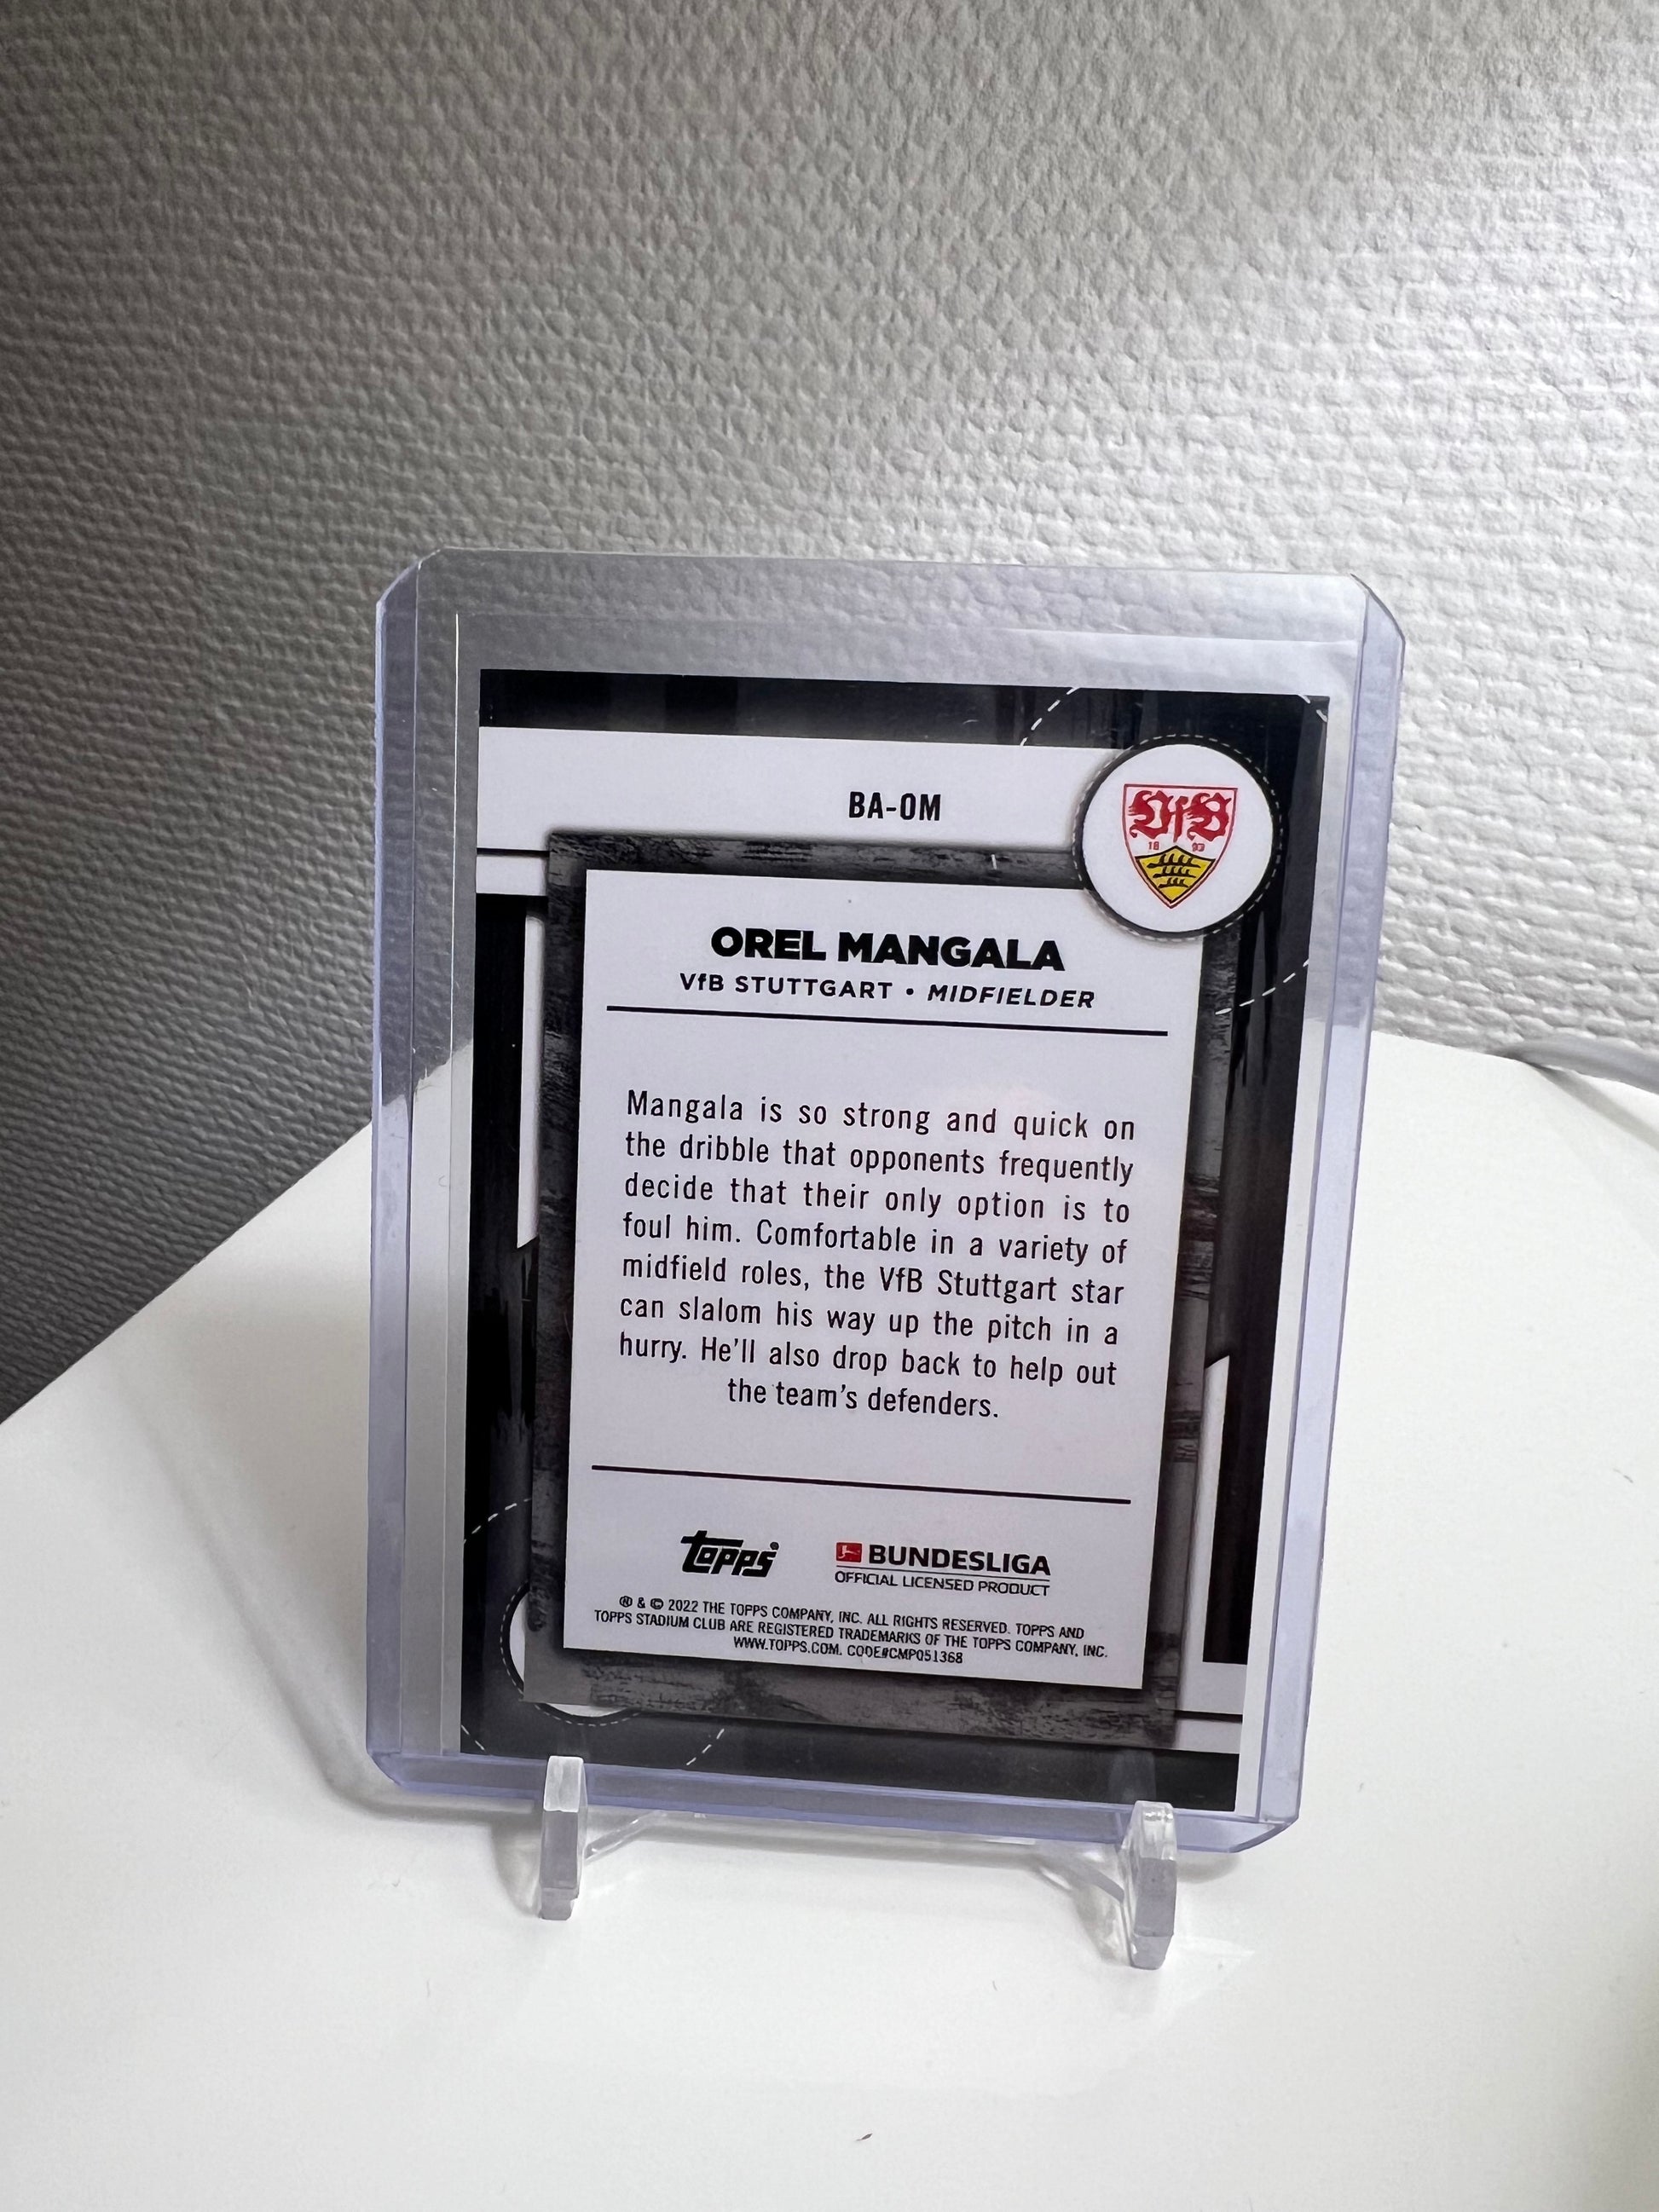 BA-OM
VfB
18 93
OREL MANGALA
VfB STUTTGART • MIDFIELDER
Mangala is so strong and quick on
the dribble that opponents frequently
decide that their only option is to
foul him. Comfortable in a variety of
midfield roles, the VfB Stuttgart star
can slalom his way up the pitch in a
hurry. He'll also drop back to help out
the team's defenders.
topps
BUNDESLIGA
OFFICIAL LICENSED PRODUCT
® & © 2022 THE TOPPS COMPANY, INC. ALL RIGHTS RESERVED. TOPPS AND
TOPPS STADIUM CLUB ARE REGISTERED TRADEMARKS OF THE TOPPS COMPANY, INC.
WWW.TOPPS.COM. CODE#CMP051368